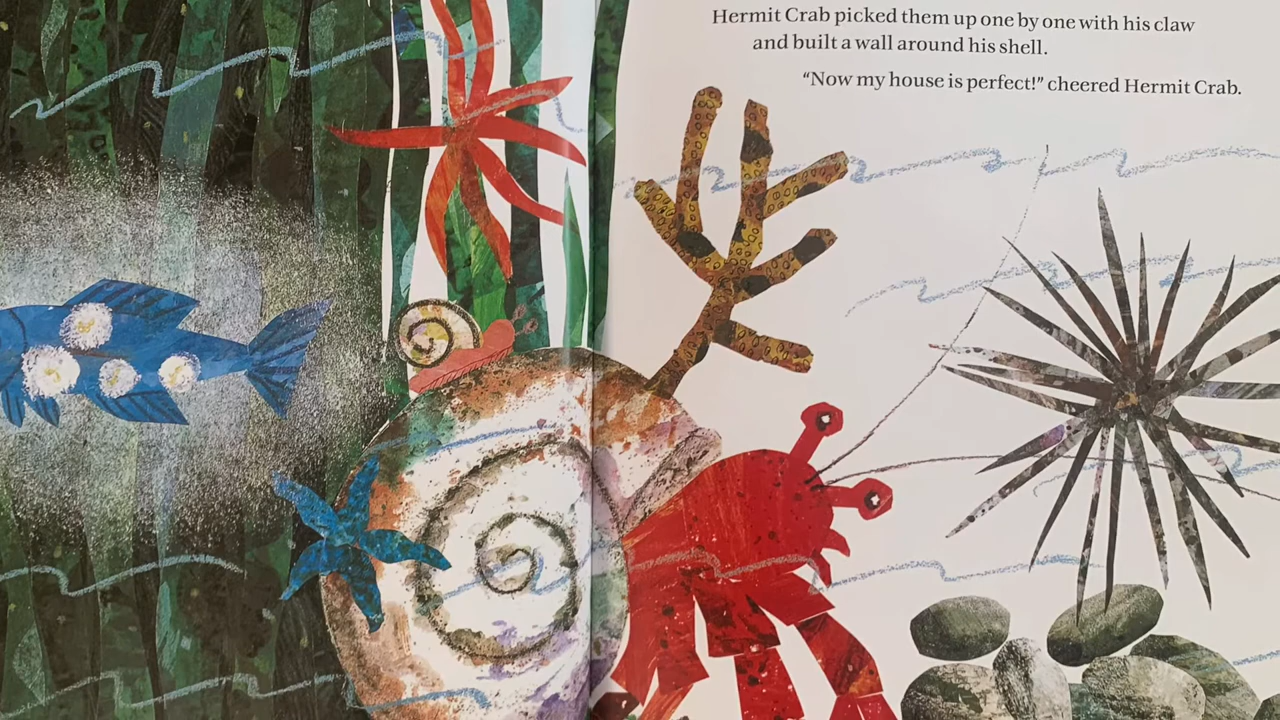 Hermit Crab picked them up one by one with his claw
and built a wall around his shell.
“Now my house is perfect!” cheered Hermit Crab.